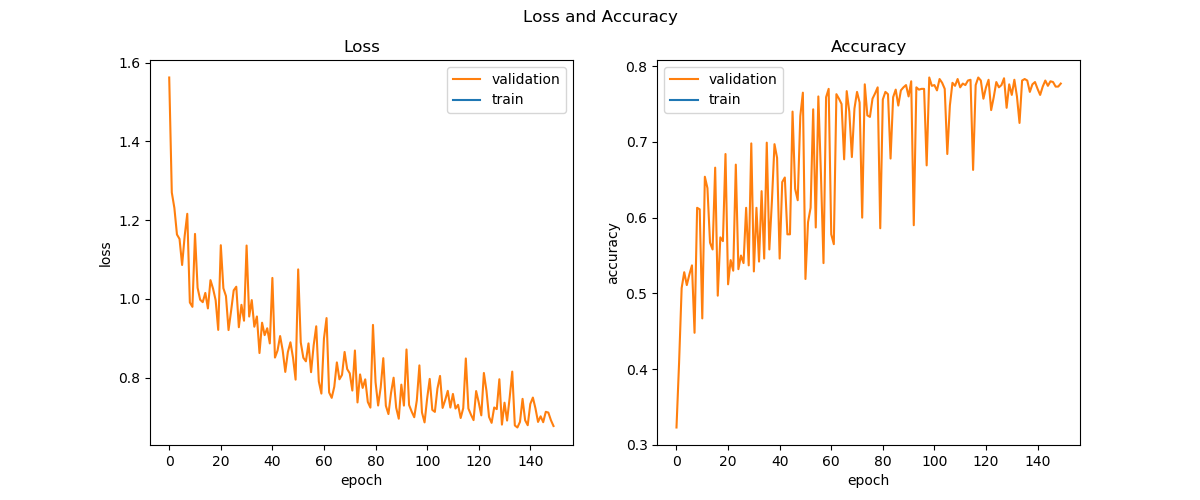 Loss and Accuracy
Loss
1.6
1.4
1.2
1.0
0.8
loss
0 20 40 60 80 100 120 140
epoch
validation
train
Accuracy
0.8
0.7
0.6
0.5
0.4
0.3
accuracy
0 20 40 60 80 100 120 140
epoch
validation
train